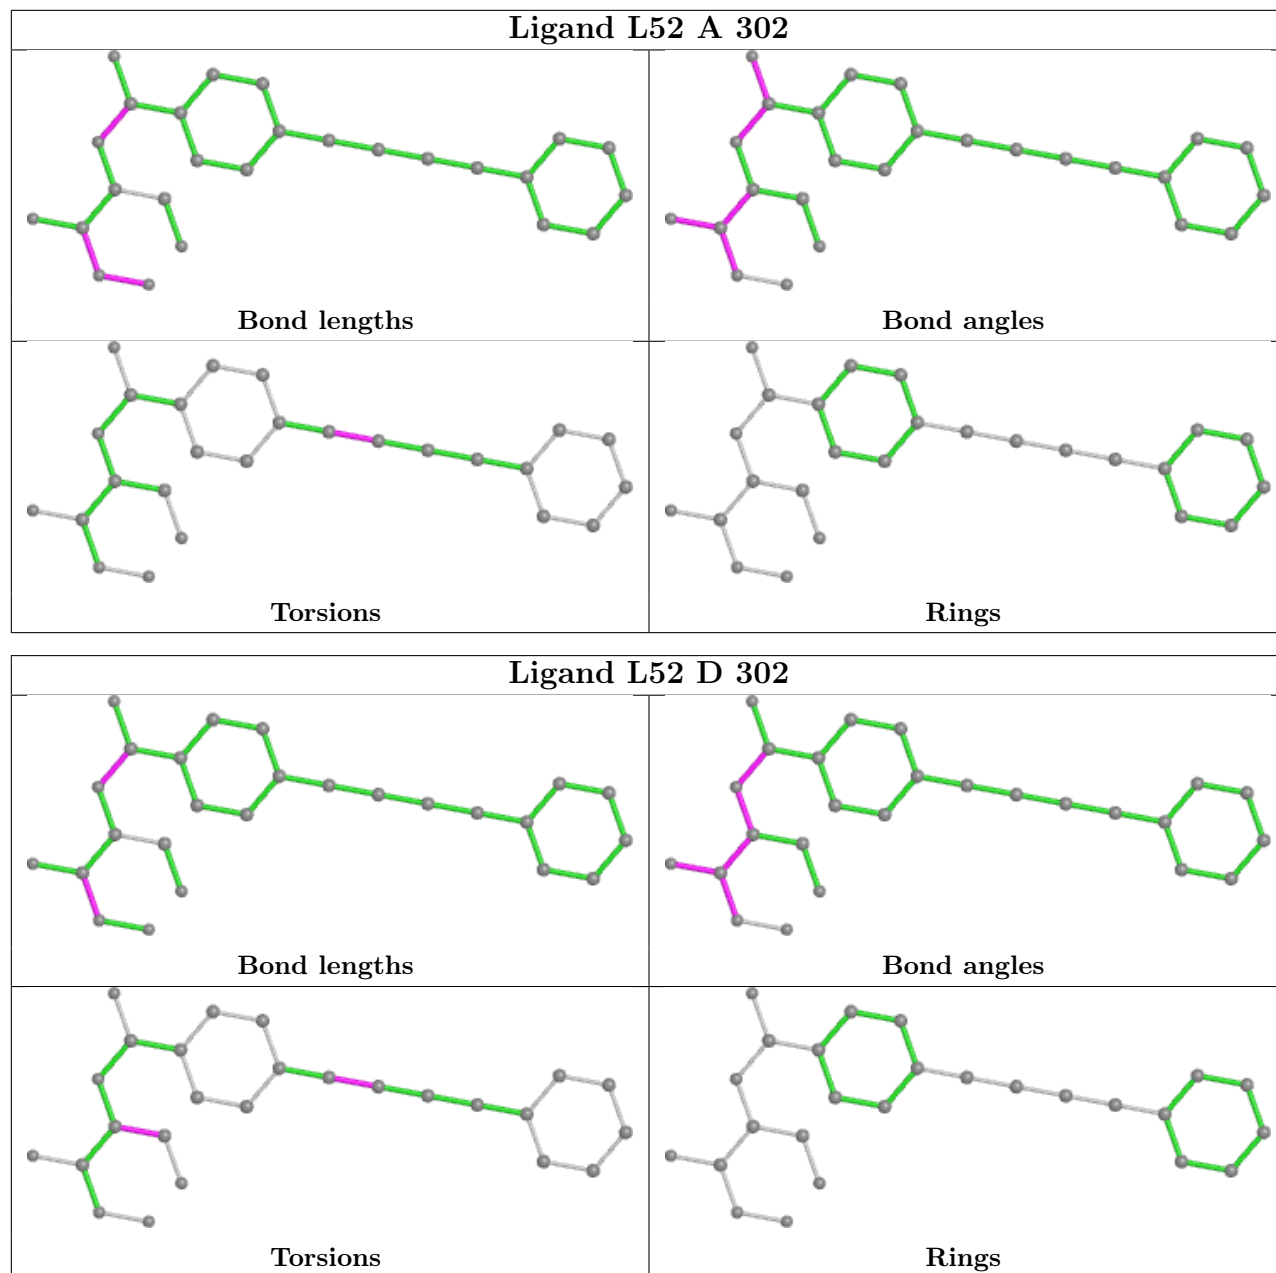 Ligand L52 A 302
Bond lengths
Bond angles
Torsions
Rings
Ligand L52 D 302
Bond lengths
Bond angles
Torsions
Rings